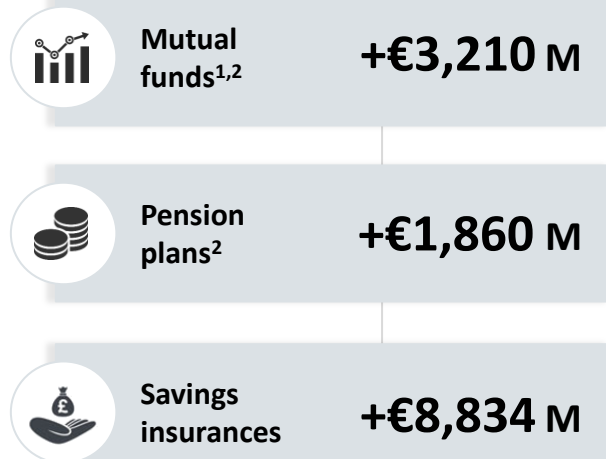 Mutual
funds1,2
+€3,210 M
Pension
plans2
+€1,860 M
£
Savings
insurances
+€8,834 M